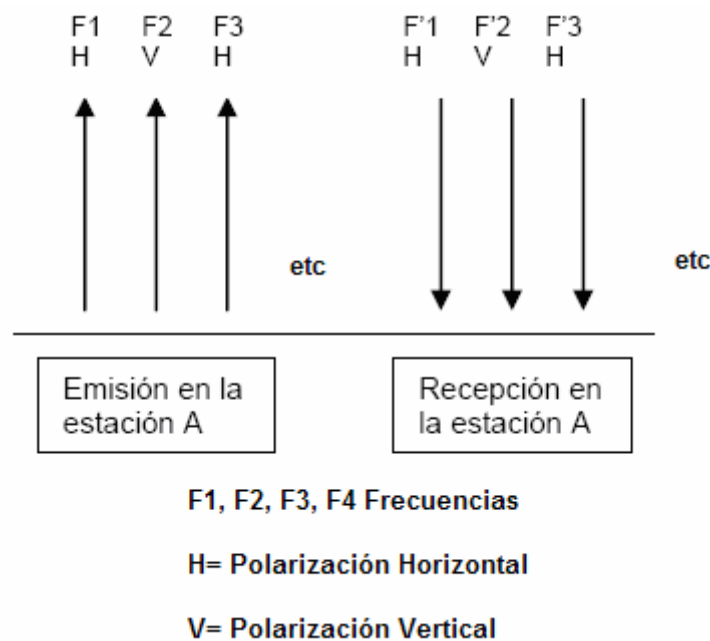 F1 F2 F3 F'1 F'2 F'3
H V H H V H
etc etc
Emisión en la
estación A
Recepción en
la estación A
F1, F2, F3, F4 Frecuencias
H= Polarización Horizontal
V= Polarización Vertical